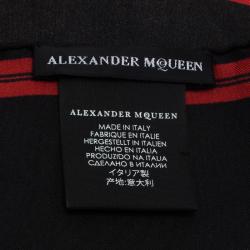 ALEXANDER MCQUEEN
ALEXANDER MCQUEEN
MADE IN ITALY
FABRIQUÉ EN ITALIE
HERGESTELLT IN ITALIEN
HECHO EN ITALIA
PRODUZIDO NA ITALIA
СДЕЛАНО В ИТАЛИИ
イタリア製
产地:意大利